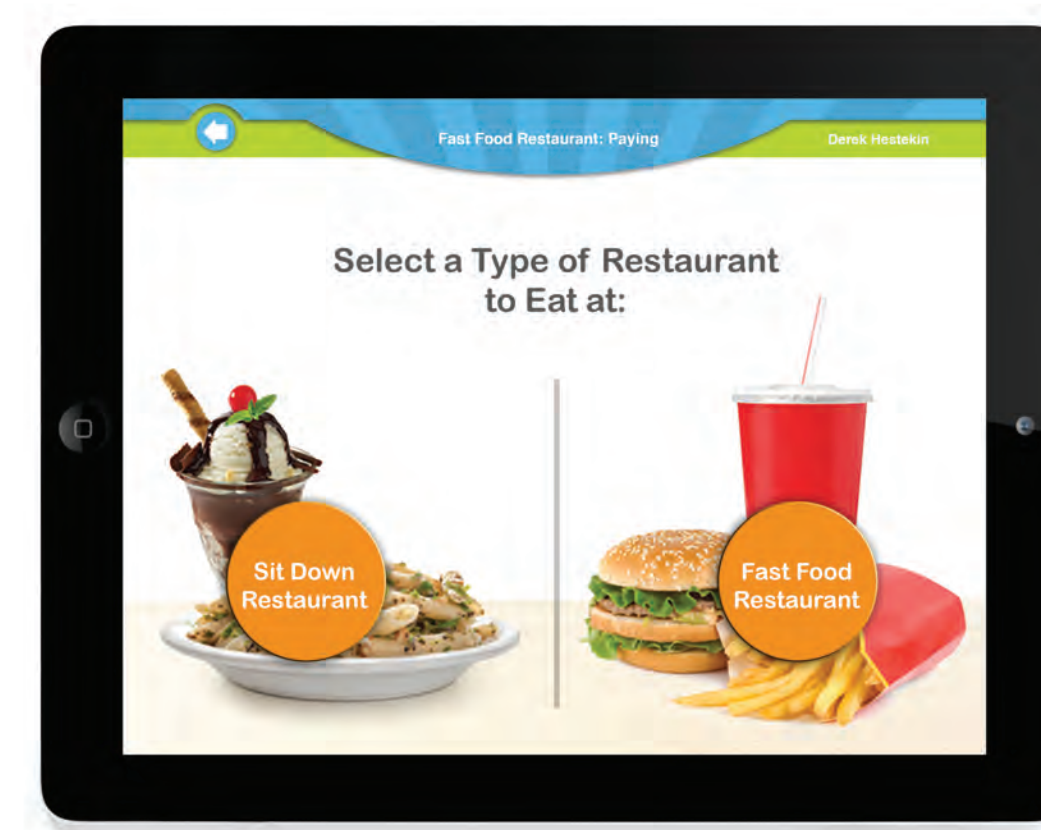 Fast Food Restaurant: Paying
Derek Hestekin
Select a Type of Restaurant
to Eat at:
Sit Down
Restaurant
Fast Food
Restaurant